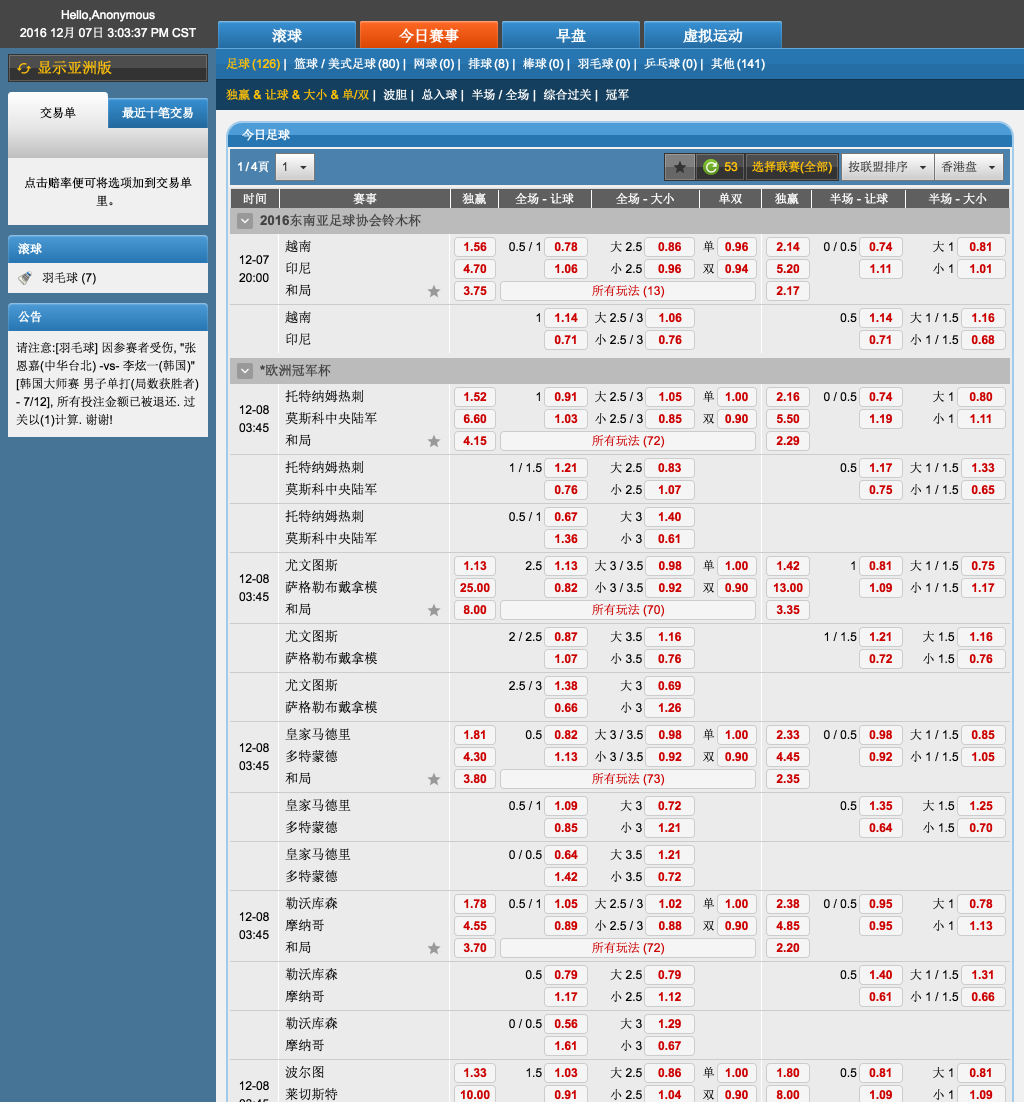 Hello,Anonymous
2016 12月 07日 3:03:37 PM CST
滚球 今日赛事 早盘 虚拟运动
显示亚洲版
足球 (126) | 篮球 / 美式足球 (80) | 网球 (0) | 排球 (8) | 棒球 (0) | 羽毛球 (0) | 乒乓球 (0) | 其他 (141)
独赢 & 让球 & 大小 & 单/双 | 波胆 | 总入球 | 半场 / 全场 | 综合过关 | 冠军
交易单 最近十笔交易
点击赔率便可将选项加到交易单
里。
滚球
羽毛球 (7)
公告
请注意:[羽毛球] 因参赛者受伤, "张
恩嘉(中华台北) -vs- 李炫一(韩国)"
[韩国大师赛 男子单打(局数获胜者)
- 7/12], 所有投注金额已被退还. 过
关以(1)计算. 谢谢!
今日足球
1 / 4頁 1 53 选择联赛(全部) 按联盟排序 香港盘
时间 赛事 独赢 全场 - 让球 全场 - 大小 单双 独赢 半场 - 让球 半场 - 大小
2016东南亚足球协会铃木杯
12-07
20:00
越南 1.56 0.5 / 1 0.78 大 2.5 0.86 单 0.96 2.14 0 / 0.5 0.74 大 1 0.81
印尼 4.70 1.06 小 2.5 0.96 双 0.94 5.20 1.11 小 1 1.01
和局 3.75 所有玩法 (13) 2.17
越南 1 1.14 大 2.5 / 3 1.06 0.5 1.14 大 1 / 1.5 1.16
印尼 0.71 小 2.5 / 3 0.76 0.71 小 1 / 1.5 0.68
*欧洲冠军杯
12-08
03:45
托特纳姆热刺 1.52 1 0.91 大 2.5 / 3 1.05 单 1.00 2.16 0 / 0.5 0.74 大 1 0.80
莫斯科中央陆军 6.60 1.03 小 2.5 / 3 0.85 双 0.90 5.50 1.19 小 1 1.11
和局 4.15 所有玩法 (72) 2.29
托特纳姆热刺 1 / 1.5 1.21 大 2.5 0.83 0.5 1.17 大 1 / 1.5 1.33
莫斯科中央陆军 0.76 小 2.5 1.07 0.75 小 1 / 1.5 0.65
托特纳姆热刺 0.5 / 1 0.67 大 3 1.40
莫斯科中央陆军 1.36 小 3 0.61
12-08
03:45
尤文图斯 1.13 2.5 1.13 大 3 / 3.5 0.98 单 1.00 1.42 1 0.81 大 1 / 1.5 0.75
萨格勒布戴拿模 25.00 0.82 小 3 / 3.5 0.92 双 0.90 13.00 1.09 小 1 / 1.5 1.17
和局 8.00 所有玩法 (70) 3.35
尤文图斯 2 / 2.5 0.87 大 3.5 1.16 1 / 1.5 1.21 大 1.5 1.16
萨格勒布戴拿模 1.07 小 3.5 0.76 0.72 小 1.5 0.76
尤文图斯 2.5 / 3 1.38 大 3 0.69
萨格勒布戴拿模 0.66 小 3 1.26
12-08
03:45
皇家马德里 1.81 0.5 0.82 大 3 / 3.5 0.98 单 1.00 2.33 0 / 0.5 0.98 大 1 / 1.5 0.85
多特蒙德 4.30 1.13 小 3 / 3.5 0.92 双 0.90 4.45 0.92 小 1 / 1.5 1.05
和局 3.80 所有玩法 (73) 2.35
皇家马德里 0.5 / 1 1.09 大 3 0.72 0.5 1.35 大 1.5 1.25
多特蒙德 0.85 小 3 1.21 0.64 小 1.5 0.70
皇家马德里 0 / 0.5 0.64 大 3.5 1.21
多特蒙德 1.42 小 3.5 0.72
12-08
03:45
勒沃库森 1.78 0.5 / 1 1.05 大 2.5 / 3 1.02 单 1.00 2.38 0 / 0.5 0.95 大 1 0.78
摩纳哥 4.55 0.89 小 2.5 / 3 0.88 双 0.90 4.85 0.95 小 1 1.13
和局 3.70 所有玩法 (72) 2.20
勒沃库森 0.5 0.79 大 2.5 0.79 0.5 1.40 大 1 / 1.5 1.31
摩纳哥 1.17 小 2.5 1.12 0.61 小 1 / 1.5 0.66
勒沃库森 0 / 0.5 0.56 大 3 1.29
摩纳哥 1.61 小 3 0.67
12-08
波尔图 1.33 1.5 1.03 大 2.5 0.86 单 1.00 1.80 0.5 0.81 大 1 0.81
莱切斯特 10.00 0.91 小 2.5 1.04 双 0.90 8.00 1.09 小 1 1.09